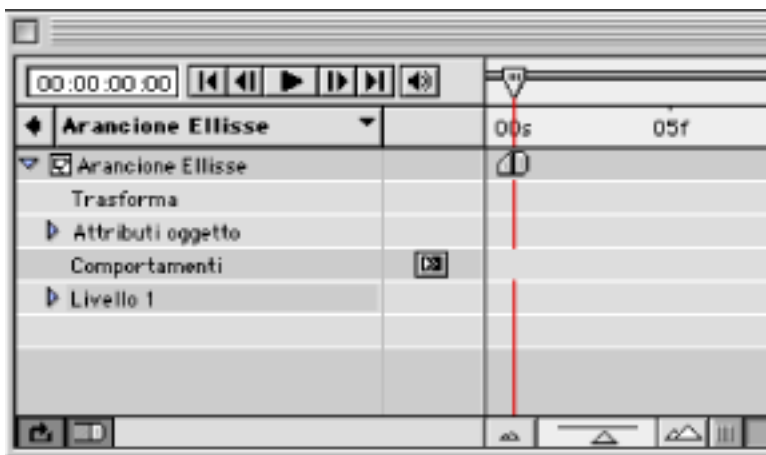 00:00:00:00
Arancione Ellisse
00s 05f
Arancione Ellisse
Trasforma
Attributi oggetto
Comportamenti
Livello 1